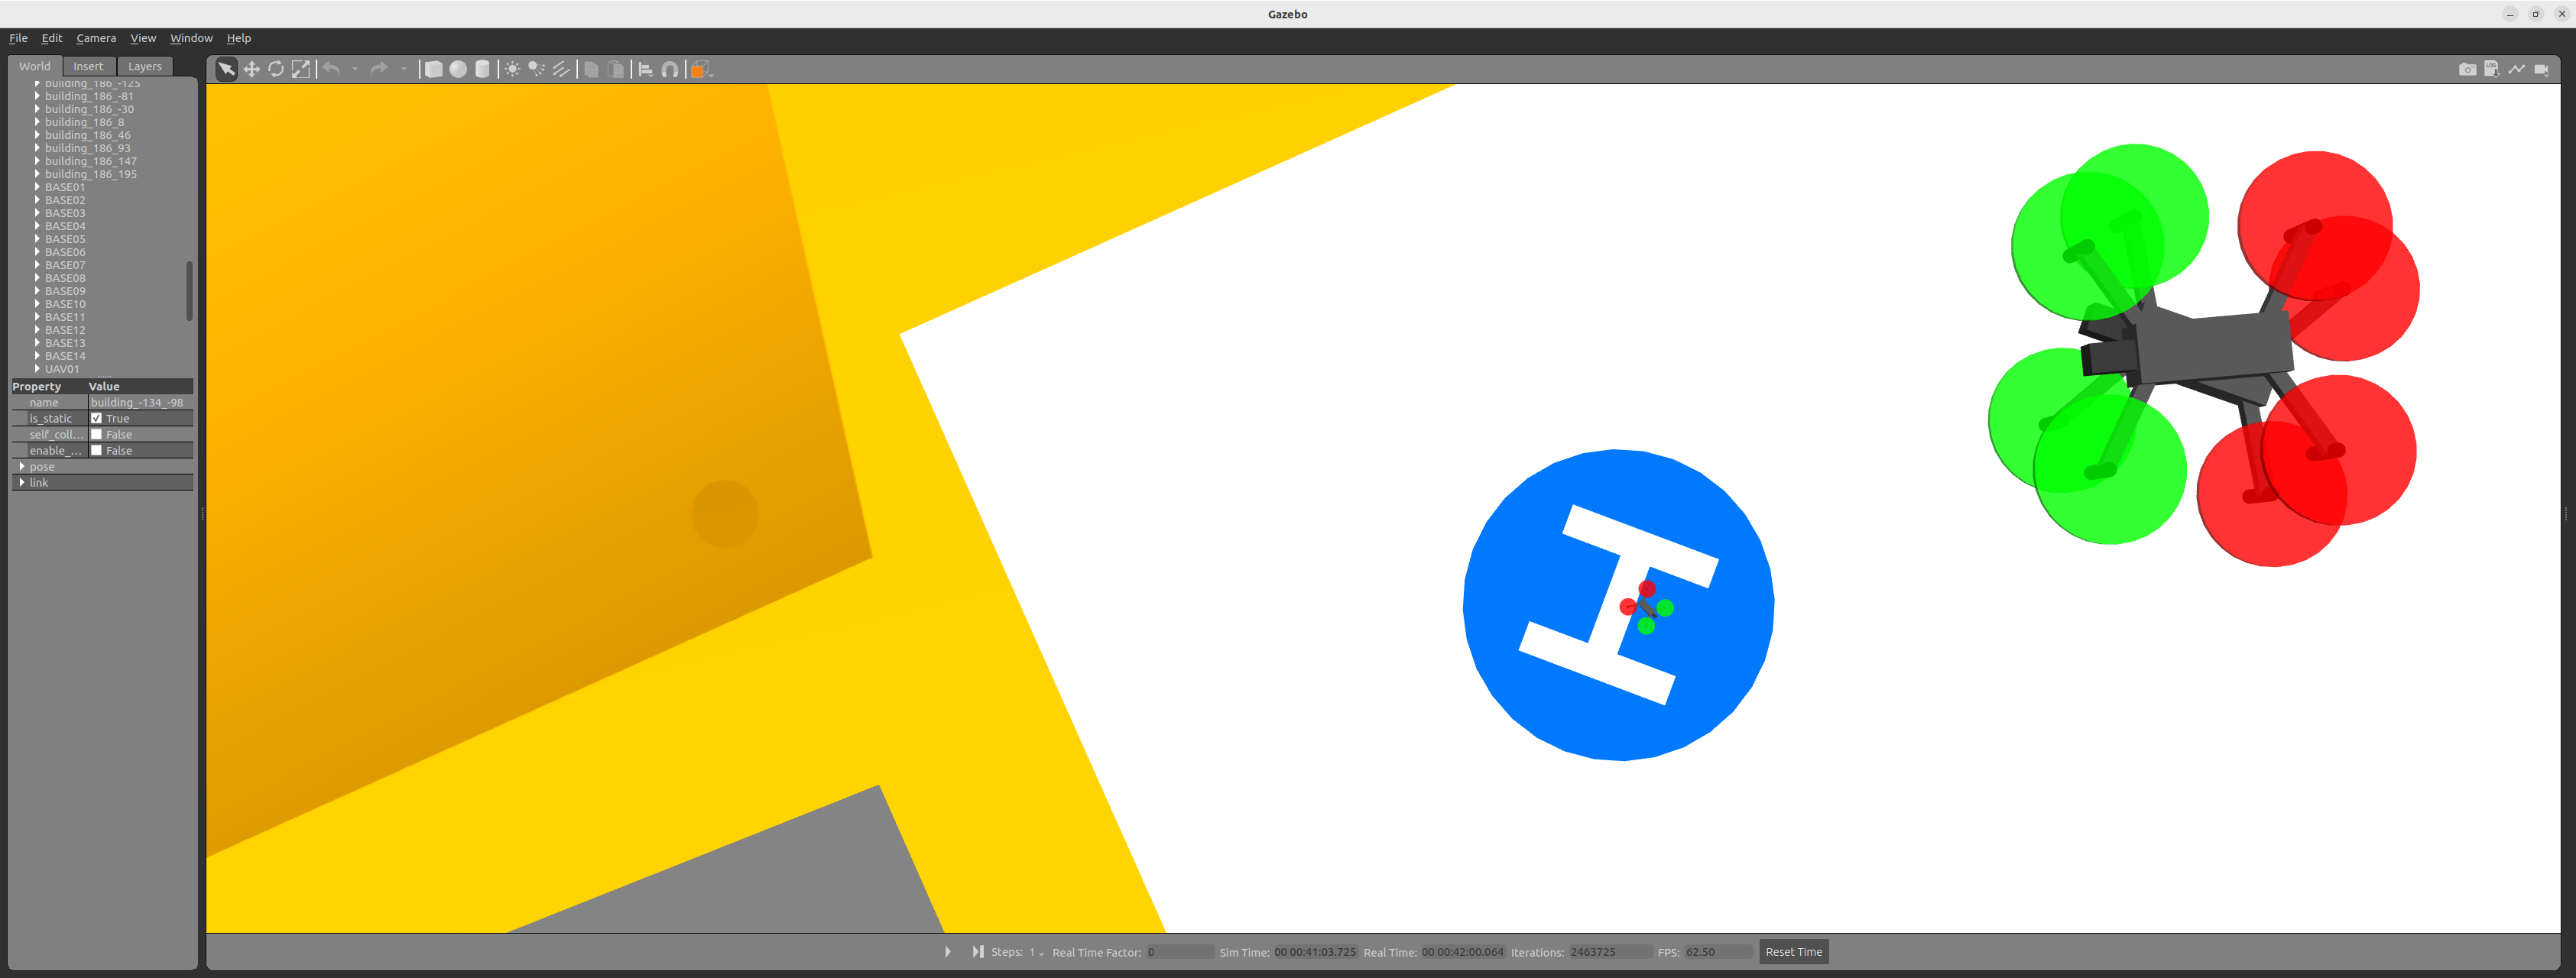 Gazebo
File Edit Camera View Window Help
World Insert Layers
building_186_-125
building_186_-81
building_186_-30
building_186_8
building_186_46
building_186_93
building_186_147
building_186_195
BASE01
BASE02
BASE03
BASE04
BASE05
BASE06
BASE07
BASE08
BASE09
BASE10
BASE11
BASE12
BASE13
BASE14
UAV01
Property Value
name building_-134_-98
is_static True
self_coll... False
enable_... False
pose
link
LOG
H
Steps: 1 Real Time Factor: 0 Sim Time: 00 00:41:03.725 Real Time: 00 00:42:00.064 Iterations: 2463725 FPS: 62.50 Reset Time